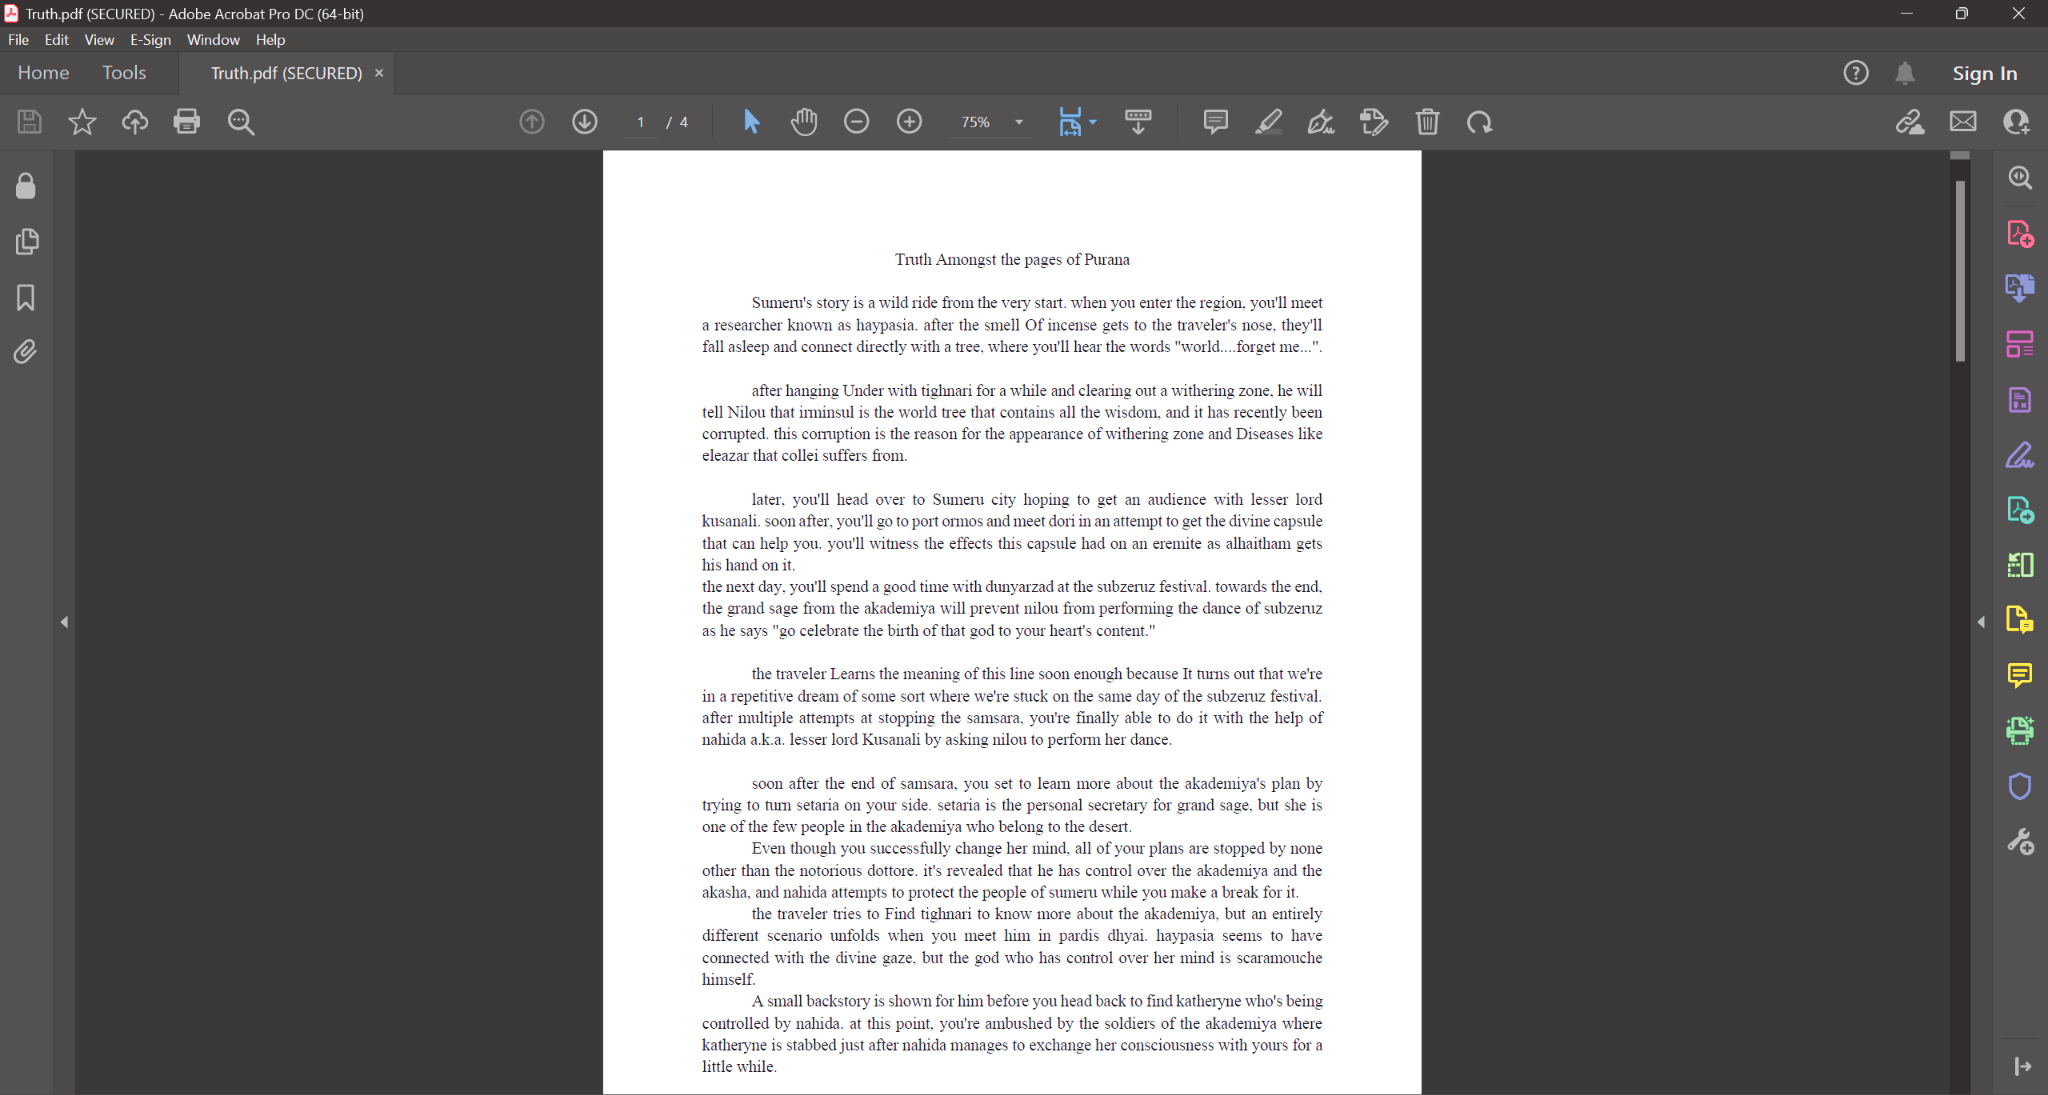 Truth.pdf (SECURED) - Adobe Acrobat Pro DC (64-bit)
File Edit View E-Sign Window Help
Home Tools Truth.pdf (SECURED) × Sign In
1 / 4 75%
Truth Amongst the pages of Purana
Sumeru's story is a wild ride from the very start. when you enter the region, you'll meet
a researcher known as haypasia. after the smell Of incense gets to the traveler's nose, they'll
fall asleep and connect directly with a tree, where you'll hear the words "world....forget me...".
after hanging Under with tighnari for a while and clearing out a withering zone, he will
tell Nilou that irminsul is the world tree that contains all the wisdom, and it has recently been
corrupted. this corruption is the reason for the appearance of withering zone and Diseases like
eleazar that collei suffers from.
later, you'll head over to Sumeru city hoping to get an audience with lesser lord
kusanali. soon after, you'll go to port ormos and meet dori in an attempt to get the divine capsule
that can help you. you'll witness the effects this capsule had on an eremite as alhaitham gets
his hand on it.
the next day, you'll spend a good time with dunyarzad at the subzeruz festival. towards the end,
the grand sage from the akademiya will prevent nilou from performing the dance of subzeruz
as he says "go celebrate the birth of that god to your heart's content."
the traveler Learns the meaning of this line soon enough because It turns out that we're
in a repetitive dream of some sort where we're stuck on the same day of the subzeruz festival.
after multiple attempts at stopping the samsara, you're finally able to do it with the help of
nahida a.k.a. lesser lord Kusanali by asking nilou to perform her dance.
soon after the end of samsara, you set to learn more about the akademiya's plan by
trying to turn setaria on your side. setaria is the personal secretary for grand sage, but she is
one of the few people in the akademiya who belong to the desert.
Even though you successfully change her mind, all of your plans are stopped by none
other than the notorious dottore. it's revealed that he has control over the akademiya and the
akasha, and nahida attempts to protect the people of sumeru while you make a break for it.
the traveler tries to Find tighnari to know more about the akademiya, but an entirely
different scenario unfolds when you meet him in pardis dhyai. haypasia seems to have
connected with the divine gaze, but the god who has control over her mind is scaramouche
himself.
A small backstory is shown for him before you head back to find katheryne who's being
controlled by nahida. at this point, you're ambushed by the soldiers of the akademiya where
katheryne is stabbed just after nahida manages to exchange her consciousness with yours for a
little while.